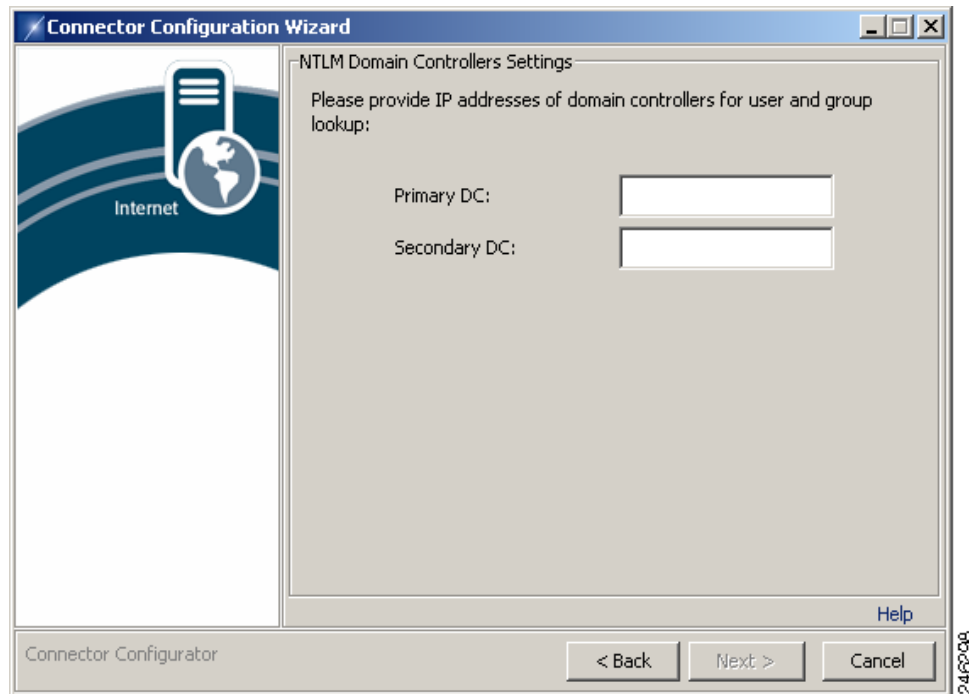 Connector Configuration Wizard
Internet
NTLM Domain Controllers Settings
Please provide IP addresses of domain controllers for user and group
lookup:
Primary DC:
Secondary DC:
Help
Connector Configurator
< Back
Next >
Cancel
246298